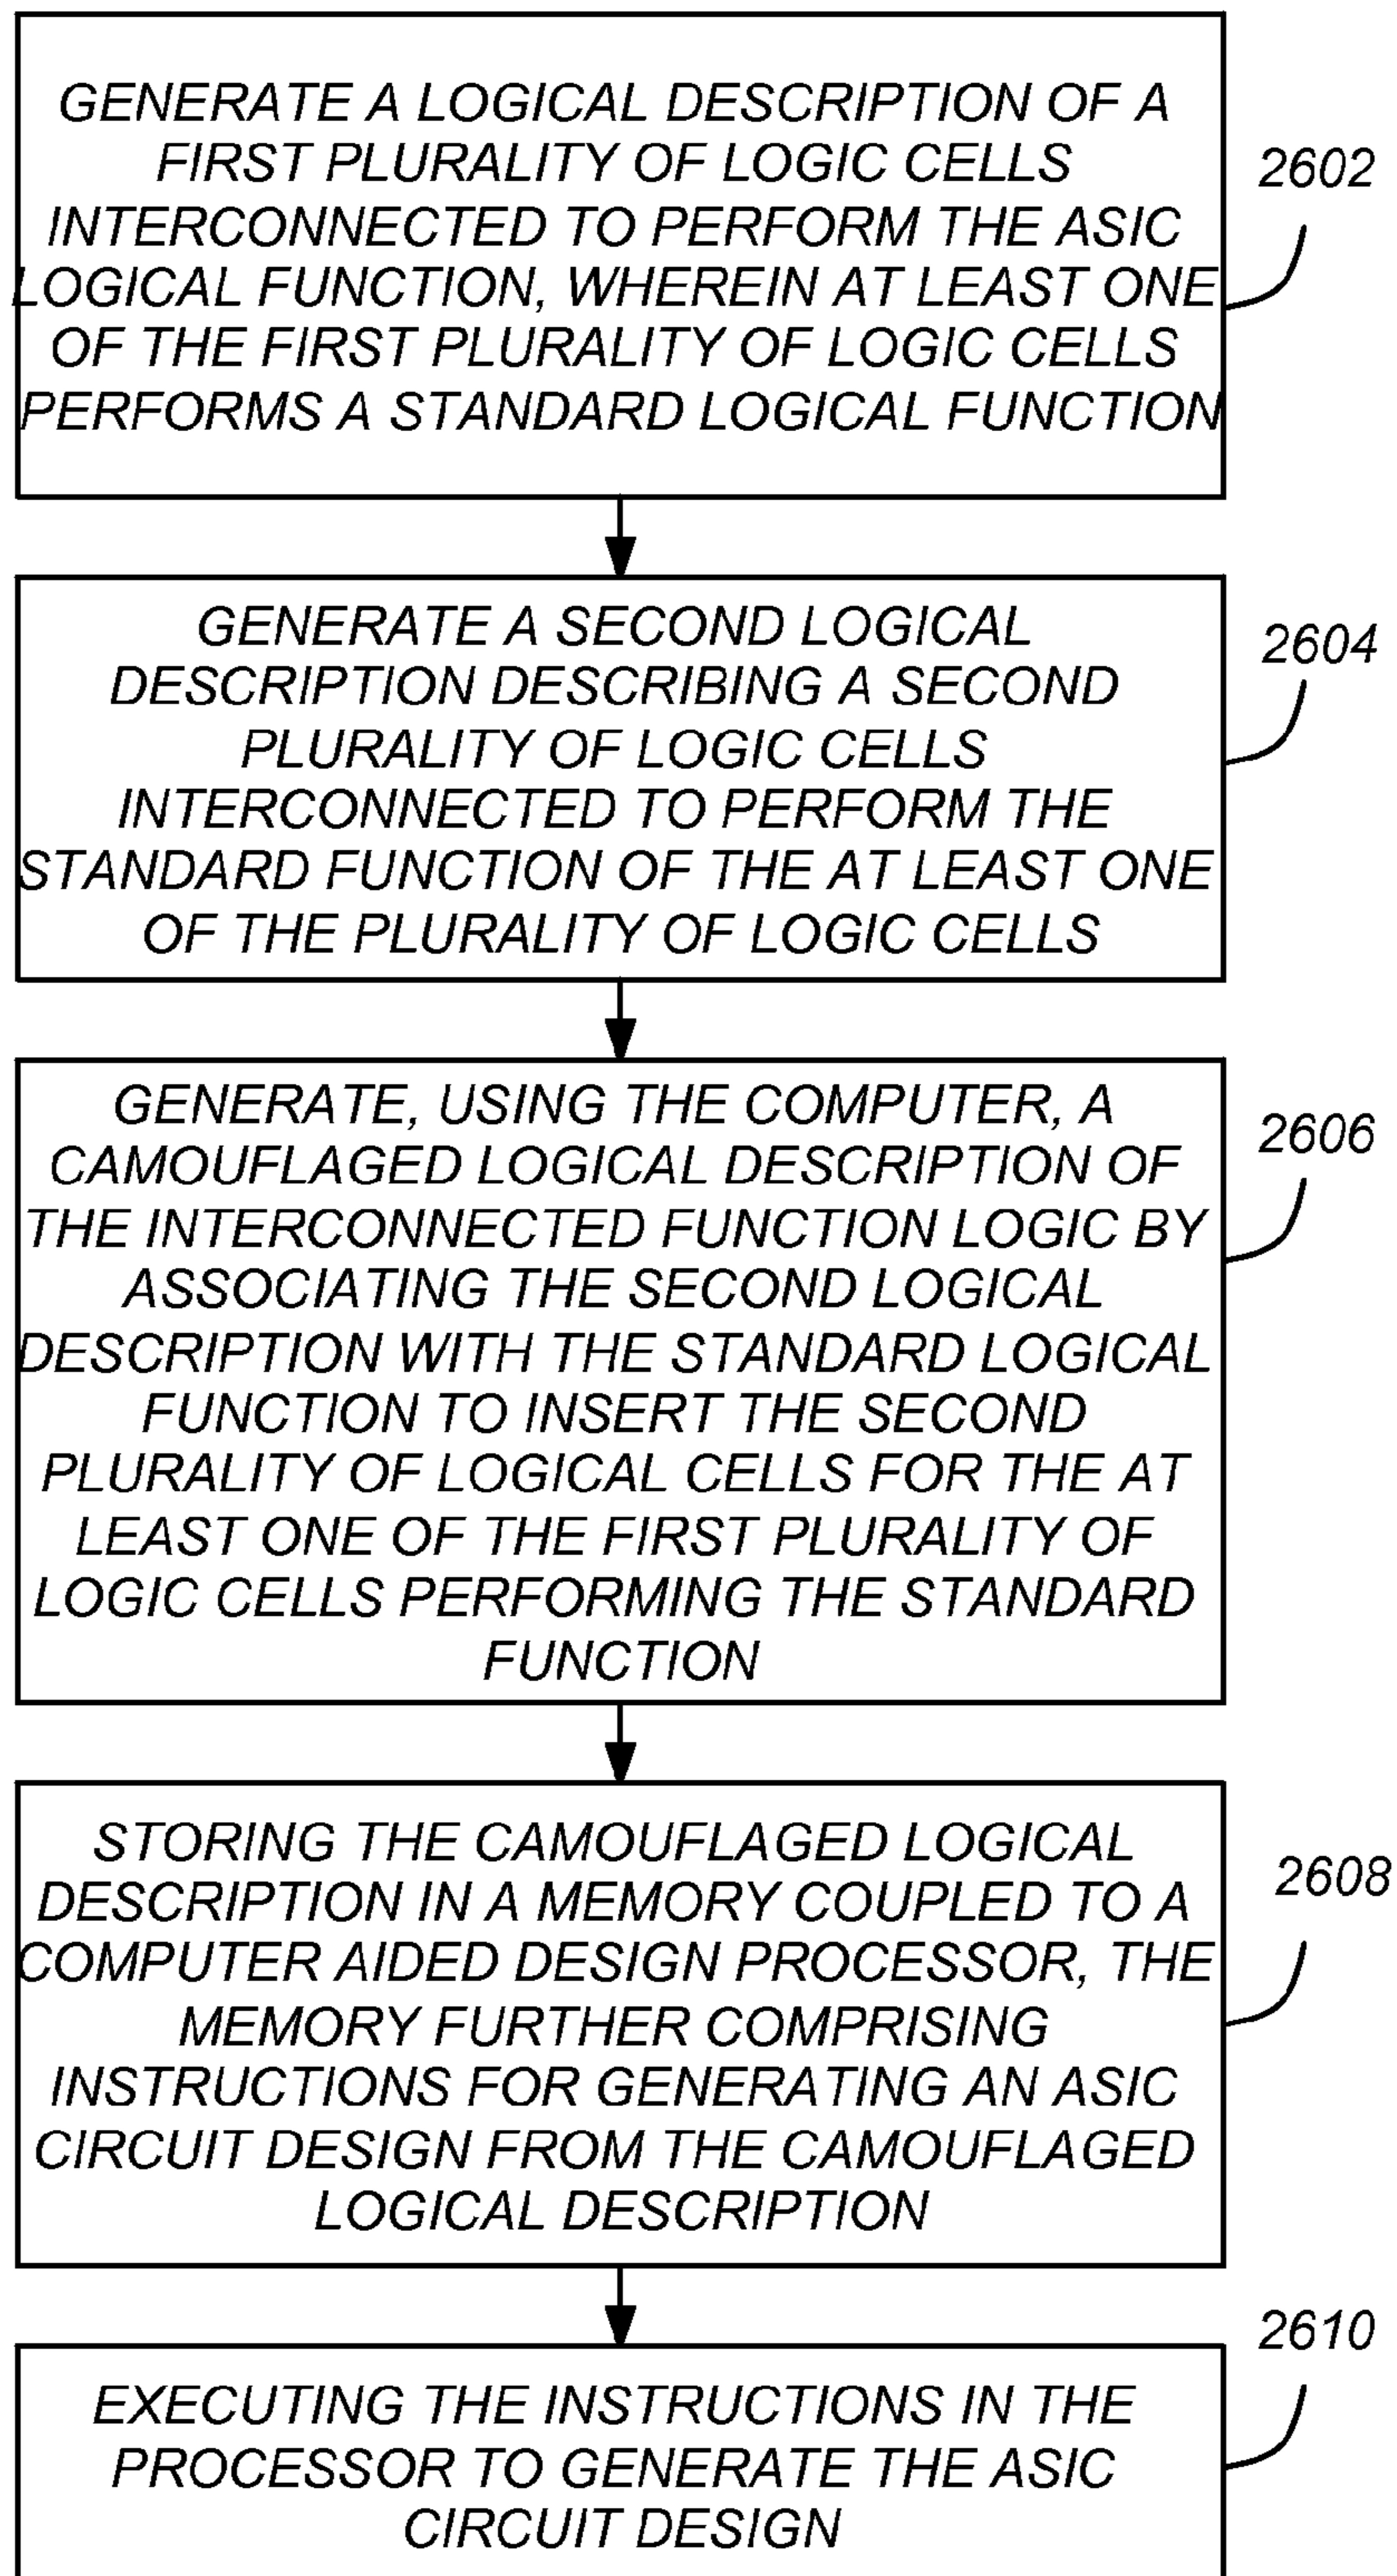 GENERATE A LOGICAL DESCRIPTION OF A
FIRST PLURALITY OF LOGIC CELLS
INTERCONNECTED TO PERFORM THE ASIC
LOGICAL FUNCTION, WHEREIN AT LEAST ONE
OF THE FIRST PLURALITY OF LOGIC CELLS
PERFORMS A STANDARD LOGICAL FUNCTION
2602
GENERATE A SECOND LOGICAL
DESCRIPTION DESCRIBING A SECOND
PLURALITY OF LOGIC CELLS
INTERCONNECTED TO PERFORM THE
STANDARD FUNCTION OF THE AT LEAST ONE
OF THE PLURALITY OF LOGIC CELLS
2604
GENERATE, USING THE COMPUTER, A
CAMOUFLAGED LOGICAL DESCRIPTION OF
THE INTERCONNECTED FUNCTION LOGIC BY
ASSOCIATING THE SECOND LOGICAL
DESCRIPTION WITH THE STANDARD LOGICAL
FUNCTION TO INSERT THE SECOND
PLURALITY OF LOGICAL CELLS FOR THE AT
LEAST ONE OF THE FIRST PLURALITY OF
LOGIC CELLS PERFORMING THE STANDARD
FUNCTION
2606
STORING THE CAMOUFLAGED LOGICAL
DESCRIPTION IN A MEMORY COUPLED TO A
COMPUTER AIDED DESIGN PROCESSOR, THE
MEMORY FURTHER COMPRISING
INSTRUCTIONS FOR GENERATING AN ASIC
CIRCUIT DESIGN FROM THE CAMOUFLAGED
LOGICAL DESCRIPTION
2608
EXECUTING THE INSTRUCTIONS IN THE
PROCESSOR TO GENERATE THE ASIC
CIRCUIT DESIGN
2610